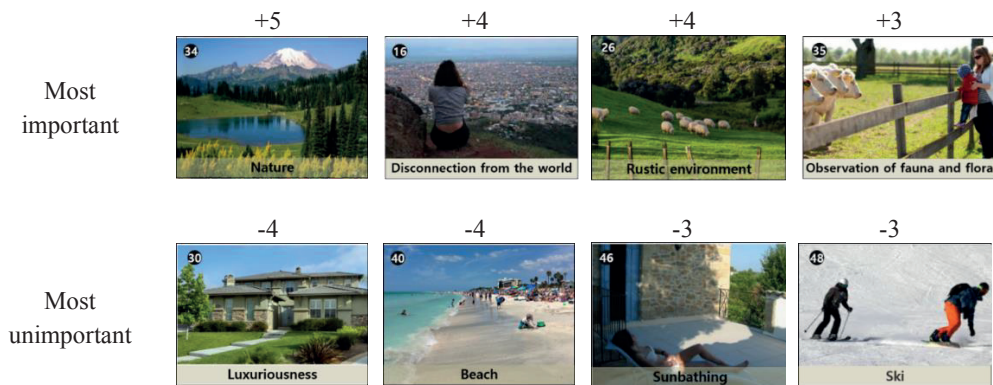 +5 +4 +4 +3
Most
important
34 16 26 35
Nature Disconnection from the world Rustic environment Observation of fauna and flora
-4 -4 -3 -3
Most
unimportant
30 40 46 48
Luxuriousness Beach Sunbathing Ski